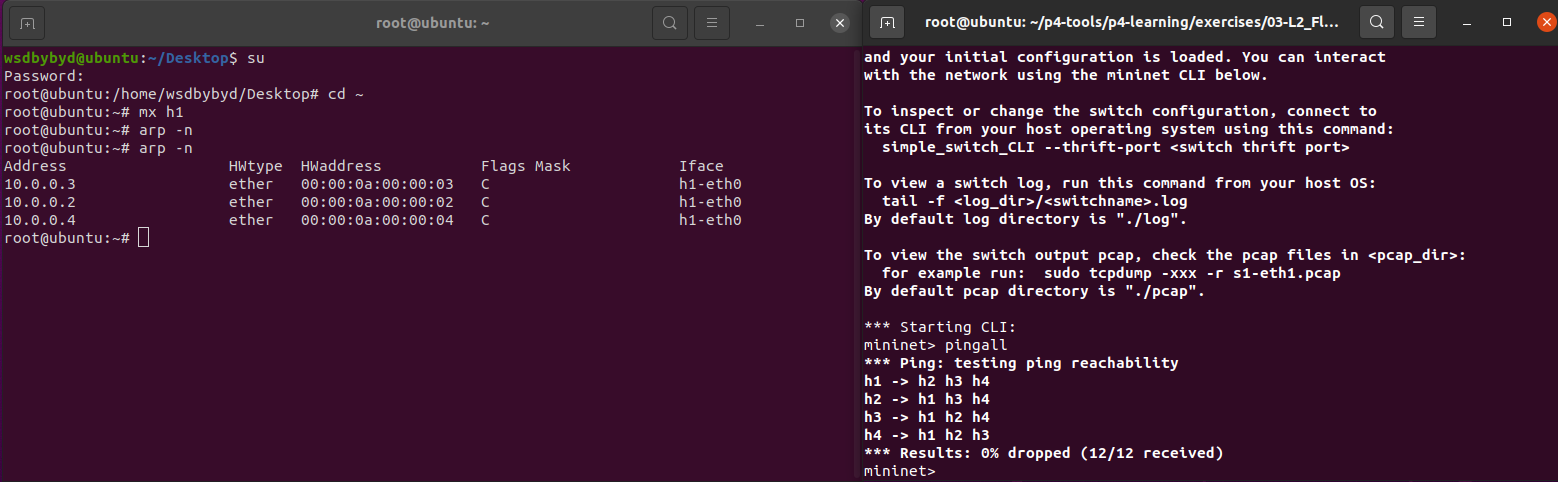 root@ubuntu: ~
wsdbybyd@ubuntu:~/Desktop$ su
Password:
root@ubuntu:/home/wsdbybyd/Desktop# cd ~
root@ubuntu:~# mx h1
root@ubuntu:~# arp -n
root@ubuntu:~# arp -n
Address HWtype HWaddress Flags Mask Iface
10.0.0.3 ether 00:00:0a:00:00:03 C h1-eth0
10.0.0.2 ether 00:00:0a:00:00:02 C h1-eth0
10.0.0.4 ether 00:00:0a:00:00:04 C h1-eth0
root@ubuntu:~#
root@ubuntu: ~/p4-tools/p4-learning/exercises/03-L2_Fl...
and your initial configuration is loaded. You can interact
with the network using the mininet CLI below.
To inspect or change the switch configuration, connect to
its CLI from your host operating system using this command:
simple_switch_CLI --thrift-port <switch thrift port>
To view a switch log, run this command from your host OS:
tail -f <log_dir>/<switchname>.log
By default log directory is "./log".
To view the switch output pcap, check the pcap files in <pcap_dir>:
for example run:  sudo tcpdump -xxx -r s1-eth1.pcap
By default pcap directory is "./pcap".
*** Starting CLI:
mininet> pingall
*** Ping: testing ping reachability
h1 -> h2 h3 h4
h2 -> h1 h3 h4
h3 -> h1 h2 h4
h4 -> h1 h2 h3
*** Results: 0% dropped (12/12 received)
mininet>